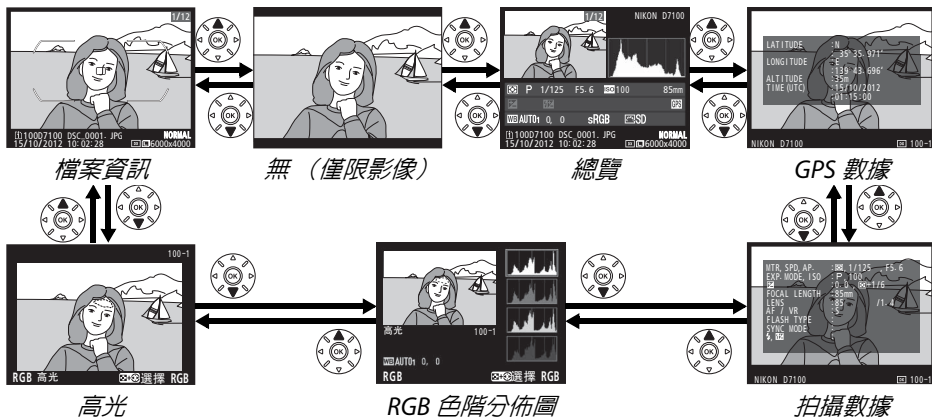 1/12
NORMAL
100D7100 DSC_0001. JPG
15/10/2012 10:02:28 6000x4000
檔案資訊
無 （僅限影像）
1/12 NIKON D7100
P 1/125 F5.6 ISO 100 85mm
GPS
WB AUTO1 0, 0 sRGB SD
100D7100 DSC_0001. JPG NORMAL
15/10/2012 10:02:28 6000x4000
總覽
LATITUDE : N
: 35°35.971'
LONGITUDE : E
: 139°43.696'
ALTITUDE : 35m
TIME(UTC) : 15/10/2012
: 01:15:00
NIKON D7100 100-1
GPS 數據
OK
100-1
RGB 高光 選擇 RGB
高光
高光 100-1
WB AUTO1 0, 0
RGB 選擇 RGB
RGB 色階分佈圖
MTR, SPD, AP. : , 1/125 , F5.6
EXP. MODE, ISO : P , 100
: 0.0 , +1/6
FOCAL LENGTH : 85mm
LENS : 85 /1.4
AF / VR : S
FLASH TYPE :
SYNC MODE :
NIKON D7100 100-1
拍攝數據